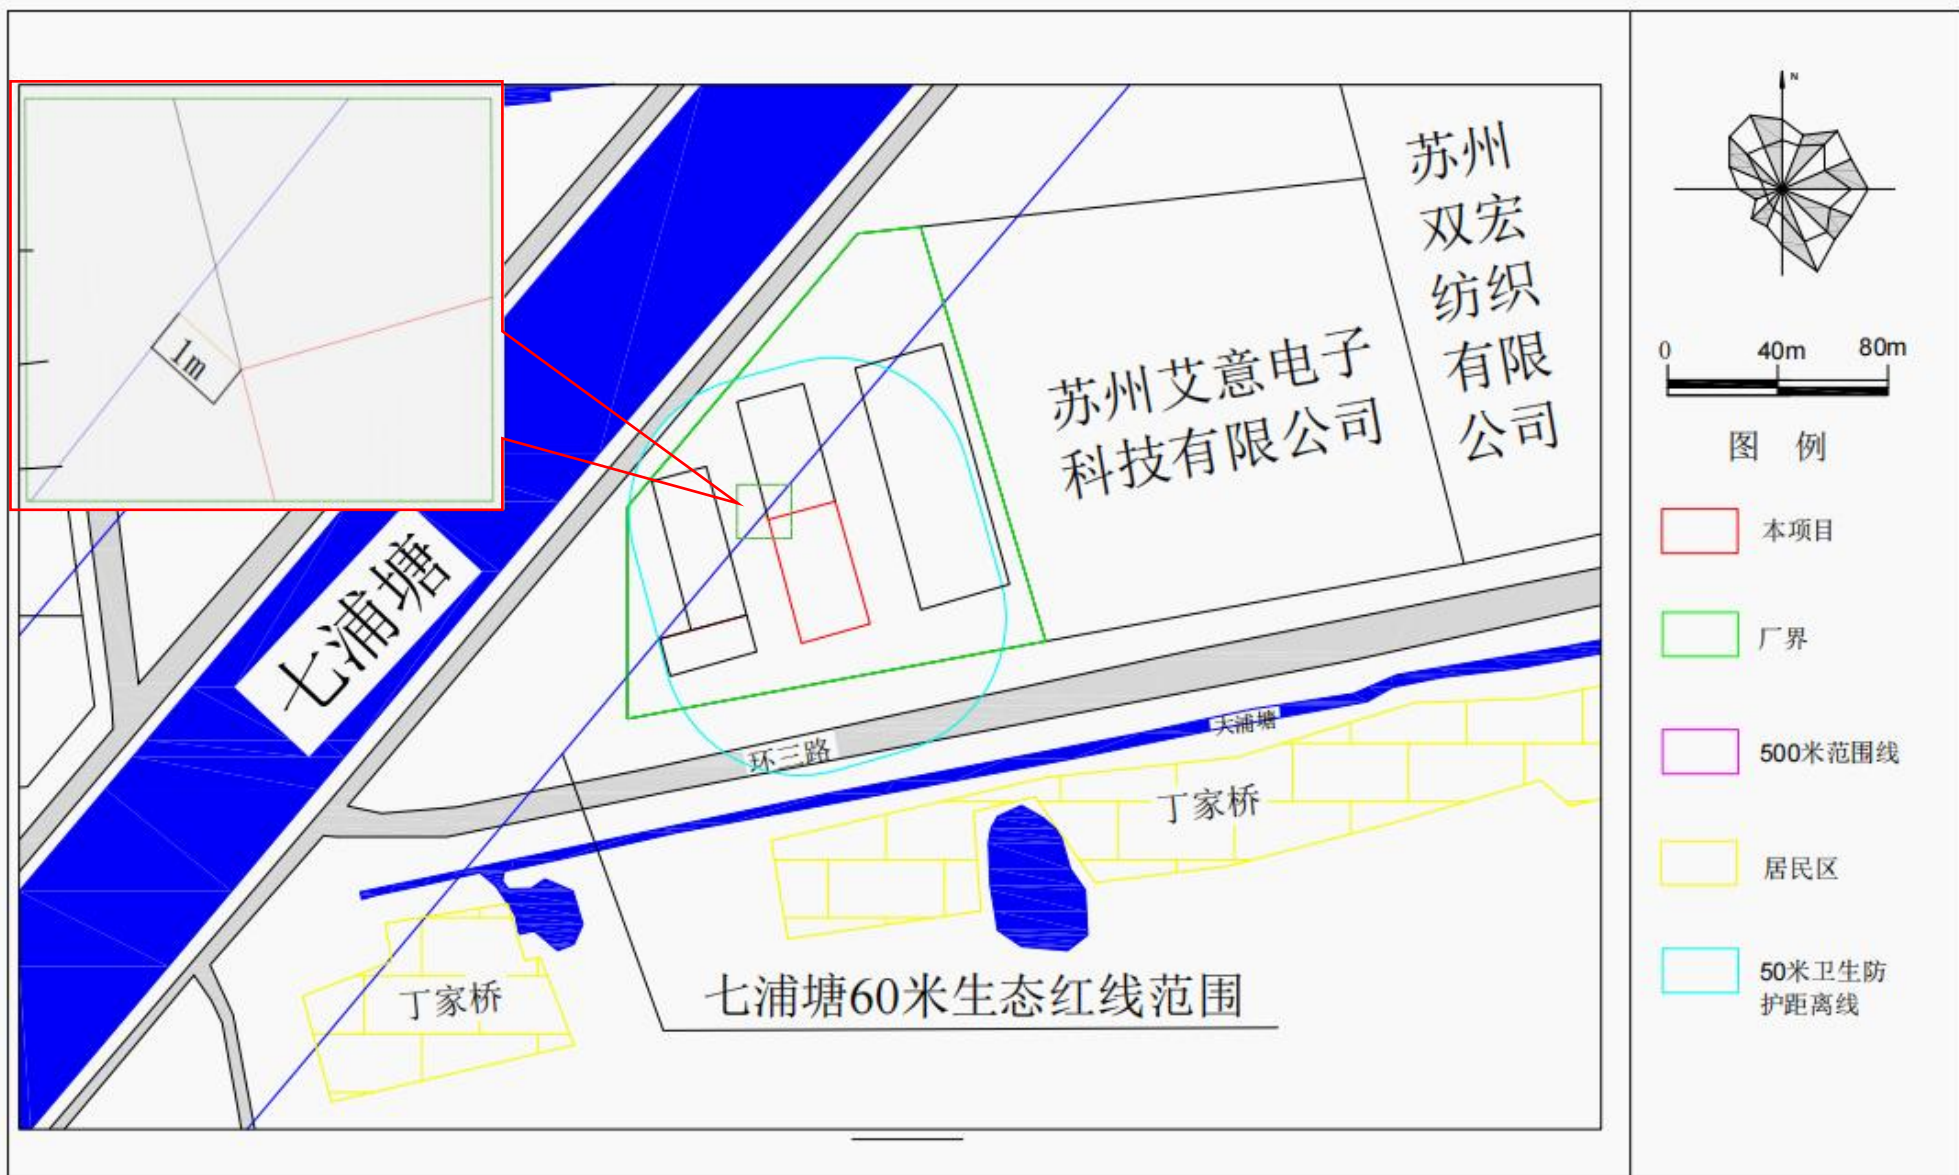 N
苏州
双宏
纺织
有限
公司
苏州艾意电子
科技有限公司
1m
七浦塘
环三路
大浦塘
丁家桥
丁家桥
七浦塘60米生态红线范围
0 40m 80m
图 例
本项目
厂界
500米范围线
居民区
50米卫生防
护距离线